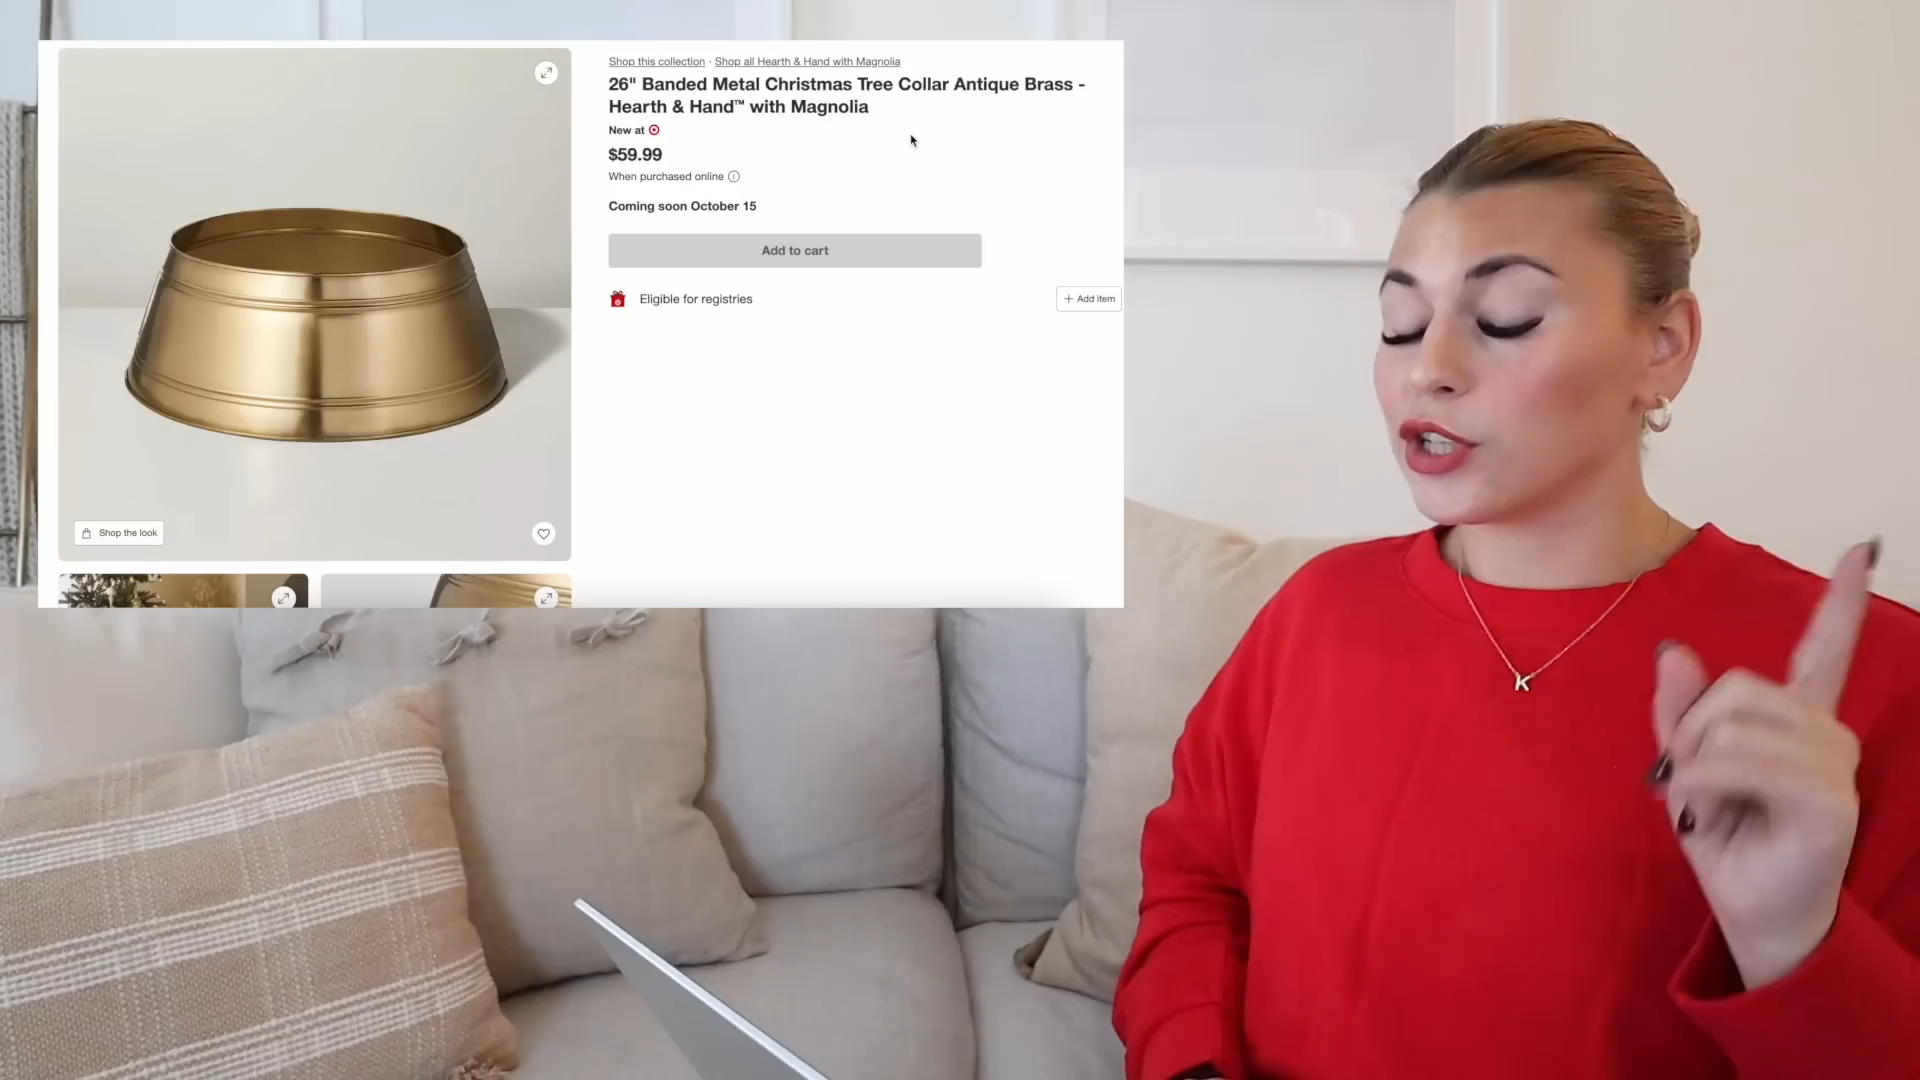 Shop this collection · Shop all Hearth & Hand with Magnolia
26" Banded Metal Christmas Tree Collar Antique Brass -
Hearth & Hand™ with Magnolia
New at
$59.99
When purchased online
Coming soon October 15
Add to cart
Eligible for registries
+ Add item
Shop the look
K